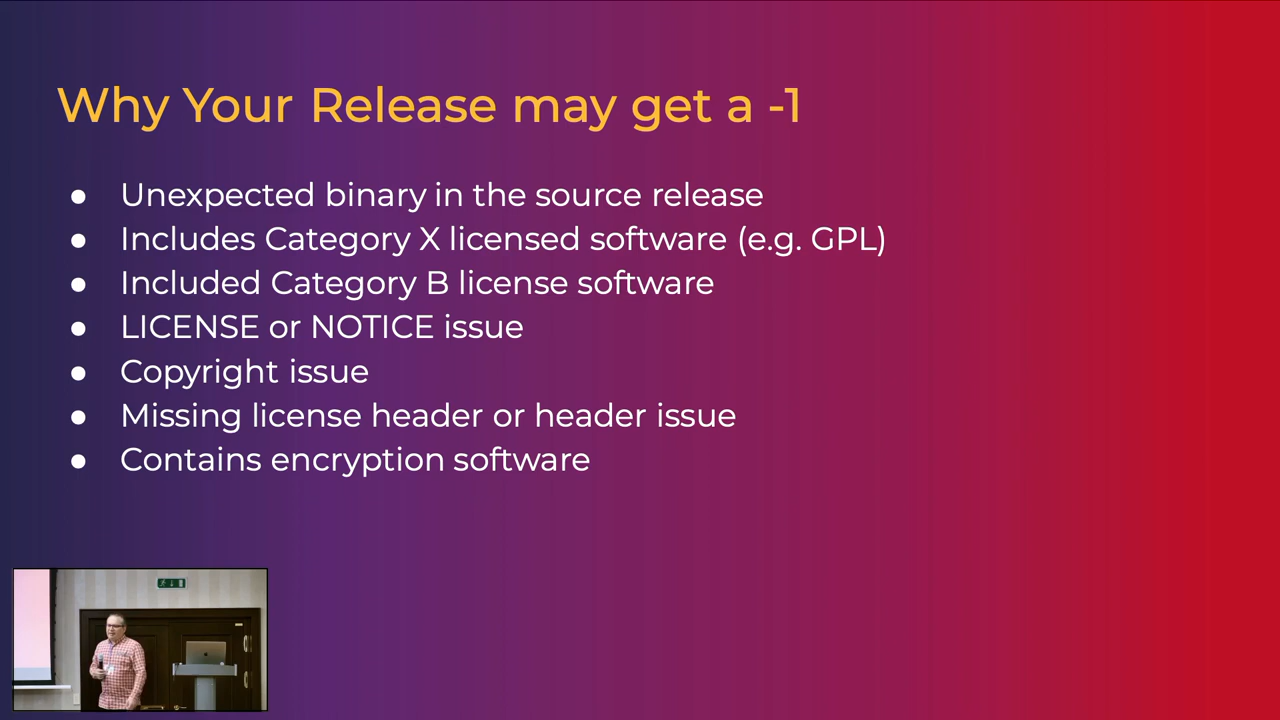 Why Your Release may get a -1
● Unexpected binary in the source release
● Includes Category X licensed software (e.g. GPL)
● Included Category B license software
● LICENSE or NOTICE issue
● Copyright issue
● Missing license header or header issue
● Contains encryption software